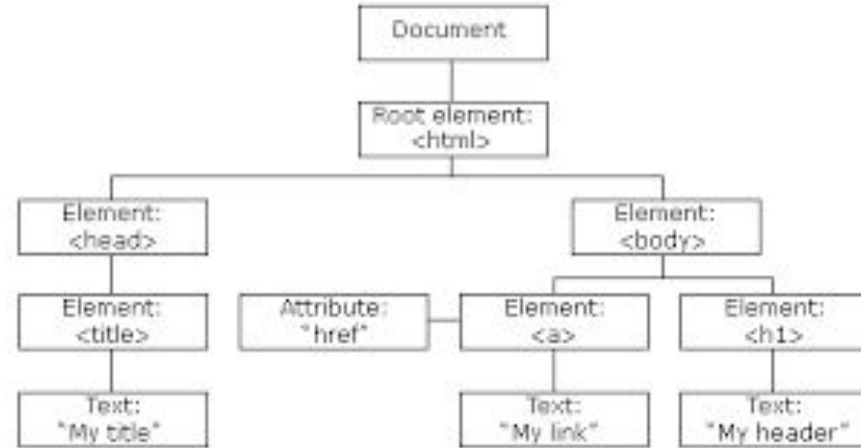 Document
Root element:
<html>
Element:
<head>
Element:
<body>
Element:
<title>
Attribute:
"href"
Element:
<a>
Element:
<h1>
Text:
"My title"
Text:
"My link"
Text:
"My header"